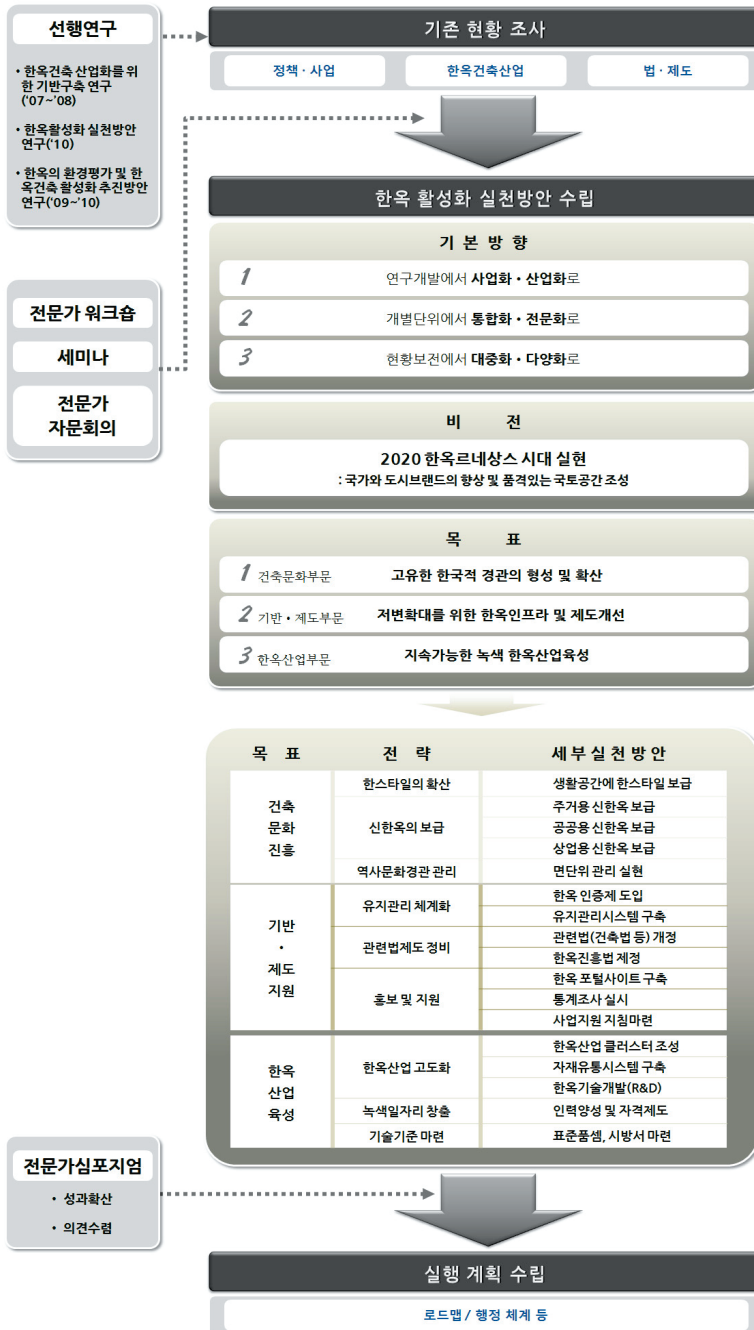 선행연구
• 한옥건축 산업화를 위
한 기반구축 연구
('07~'08)
• 한옥활성화 실천방안
연구('10)
• 한옥의 환경평가 및 한
옥건축 활성화 추진방안
연구('09~'10)
기존 현황 조사
정책 · 사업
한옥건축산업
법 · 제도
전문가 워크숍
세미나
전문가
자문회의
한옥 활성화 실천방안 수립
기 본 방 향
1 연구개발에서 사업화 • 산업화로
2 개별단위에서 통합화 • 전문화로
3 현황보전에서 대중화 • 다양화로
비 전
2020 한옥르네상스 시대 실현
: 국가와 도시브랜드의 향상 및 품격있는 국토공간 조성
목 표
1 건축문화부문 고유한 한국적 경관의 형성 및 확산
2 기반 • 제도부문 저변확대를 위한 한옥인프라 및 제도개선
3 한옥산업부문 지속가능한 녹색 한옥산업육성
목 표 전 략 세부실천방안
건축
문화
진흥
한스타일의 확산
생활공간에 한스타일 보급
신한옥의 보급
주거용 신한옥 보급
공공용 신한옥 보급
상업용 신한옥 보급
역사문화경관 관리
면단위 관리 실현
기반
•
제도
지원
유지관리 체계화
한옥 인증제 도입
유지관리시스템 구축
관련법제도 정비
관련법(건축법 등) 개정
한옥진흥법 제정
홍보 및 지원
한옥 포털사이트 구축
통계조사 실시
사업지원 지침마련
한옥
산업
육성
한옥산업 고도화
한옥산업 클러스터 조성
자재유통시스템 구축
한옥기술개발(R&D)
녹색일자리 창출
인력양성 및 자격제도
기술기준 마련
표준품셈, 시방서 마련
전문가심포지엄
• 성과확산
• 의견수렴
실행 계획 수립
로드맵 / 행정 체계 등